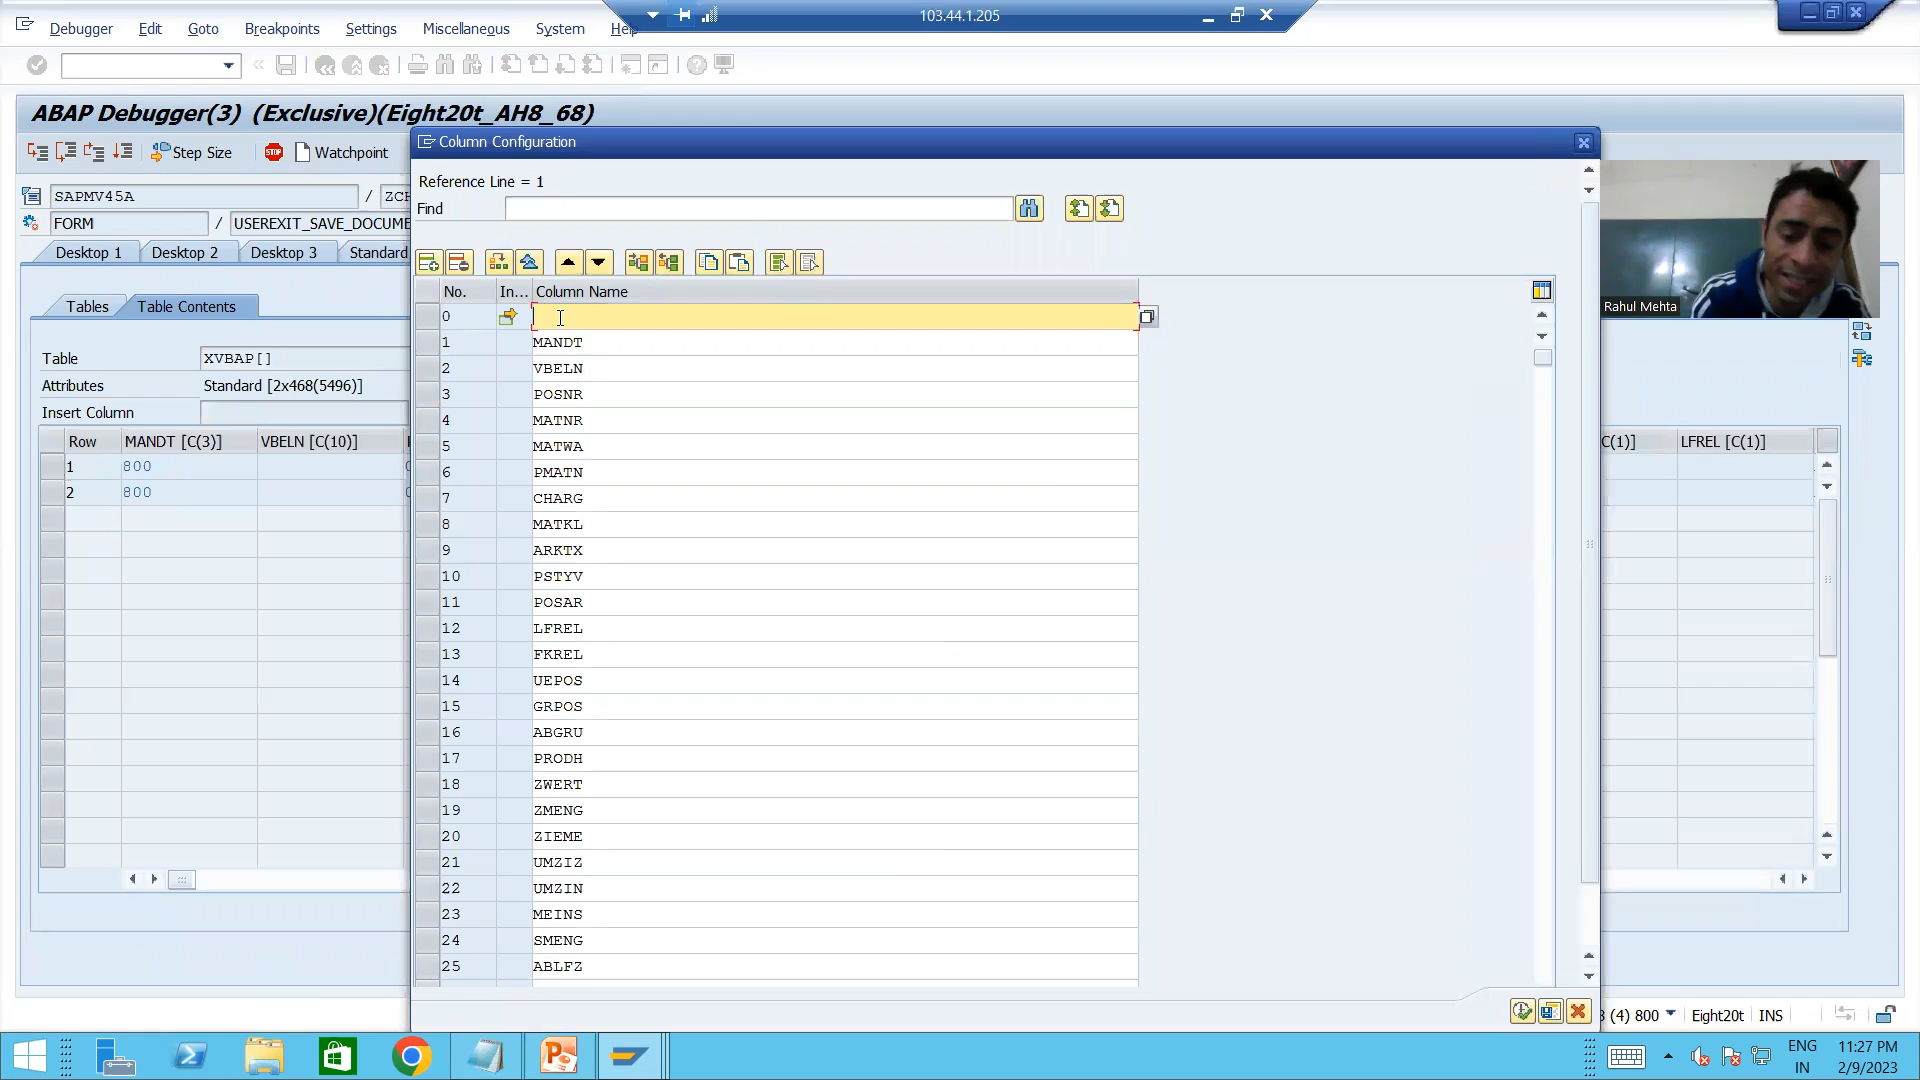 103.44.1.205
Debugger Edit Goto Breakpoints Settings Miscellaneous System Help
ABAP Debugger(3) (Exclusive)(Eight20t_AH8_68)
Step Size STOP Watchpoint
Column Configuration
Reference Line = 1
Find
SAPMV45A /
FORM / USEREXIT_SAVE_DOCUME
Desktop 1 Desktop 2 Desktop 3 Standard
Tables Table Contents
Table XVBAP[]
Attributes Standard [2x468(5496)]
Insert Column
Row MANDT [C(3)] VBELN [C(10)] C(1)] LFREL [C(1)]
1 800
2 800
No. In... Column Name
0
1 MANDT
2 VBELN
3 POSNR
4 MATNR
5 MATWA
6 PMATN
7 CHARG
8 MATKL
9 ARKTX
10 PSTYV
11 POSAR
12 LFREL
13 FKREL
14 UEPOS
15 GRPOS
16 ABGRU
17 PRODH
18 ZWERT
19 ZMENG
20 ZIEME
21 UMZIZ
22 UMZIN
23 MEINS
24 SMENG
25 ABLFZ
Rahul Mehta
(4) 800 Eight20t INS
ENG
IN
11:27 PM
2/9/2023